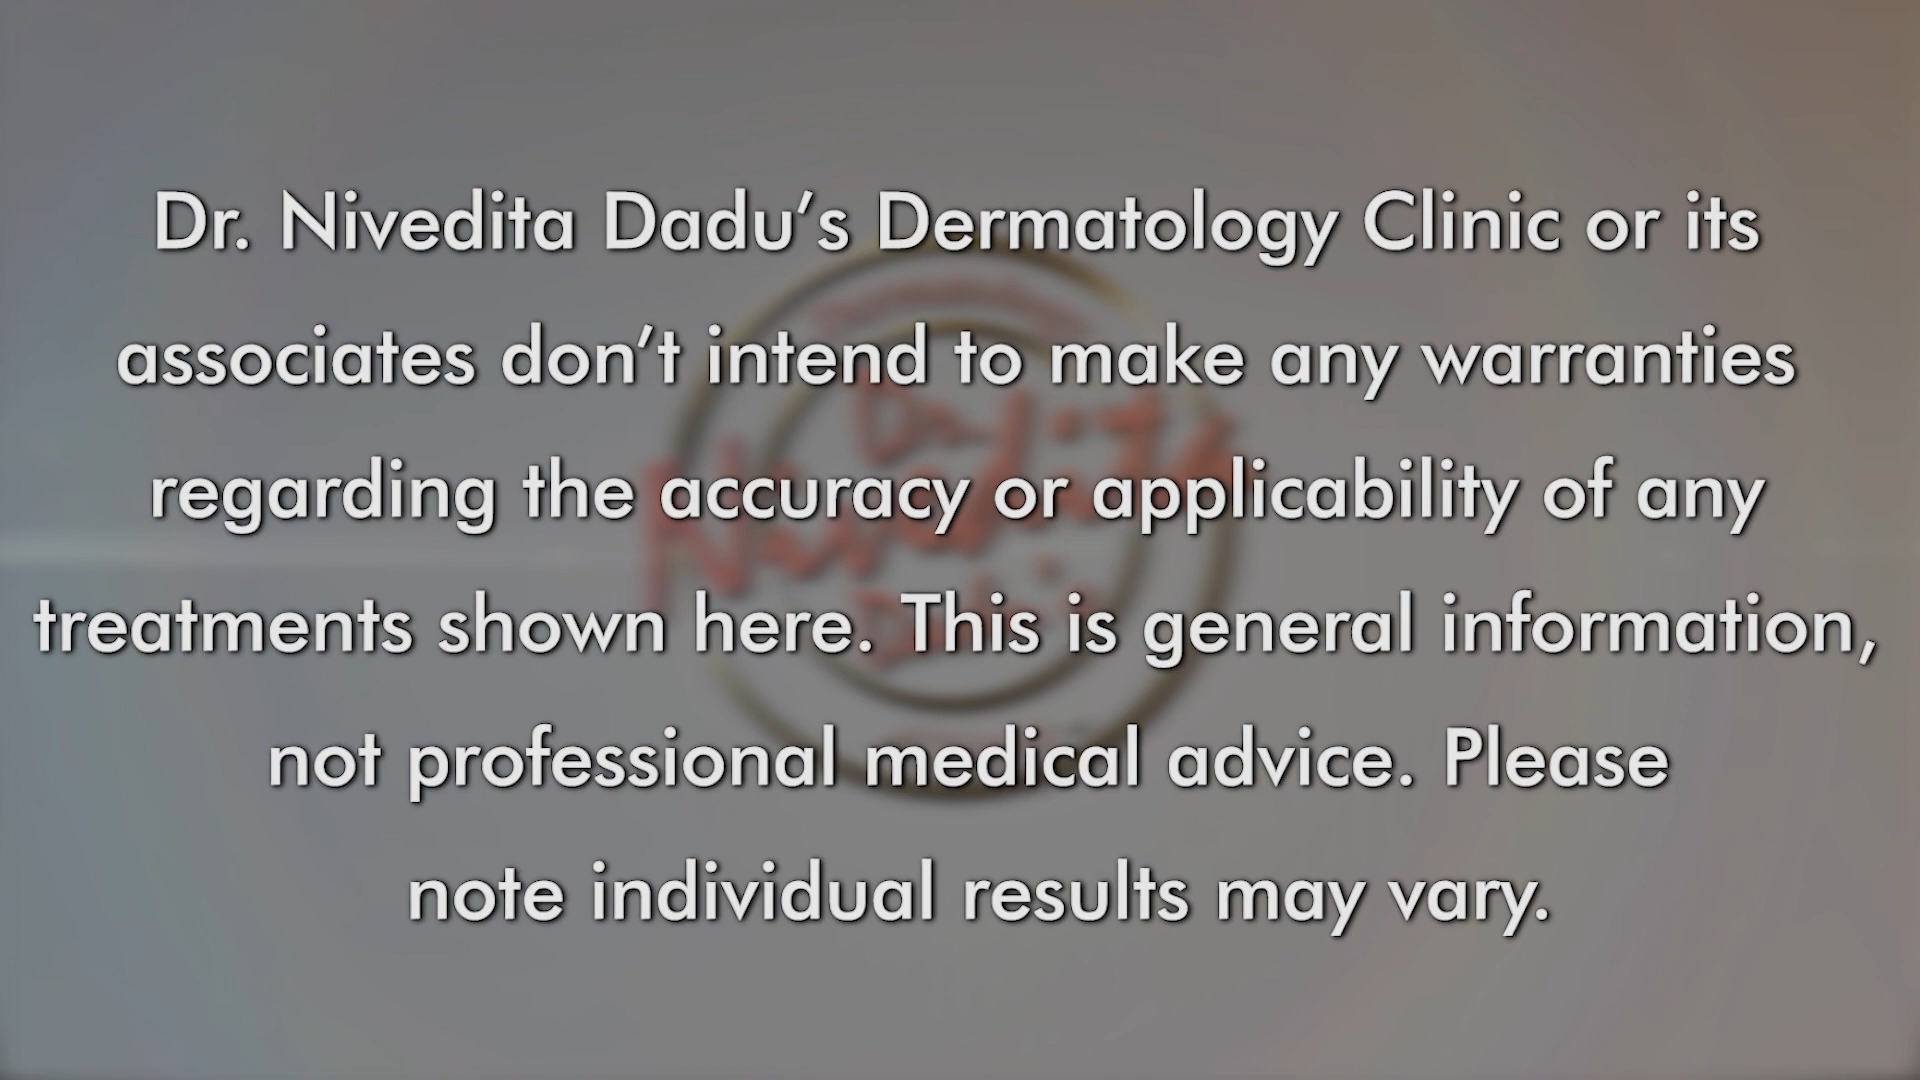 Dr. Nivedita Dadu’s Dermatology Clinic or its
associates don’t intend to make any warranties
regarding the accuracy or applicability of any
treatments shown here. This is general information,
not professional medical advice. Please
note individual results may vary.